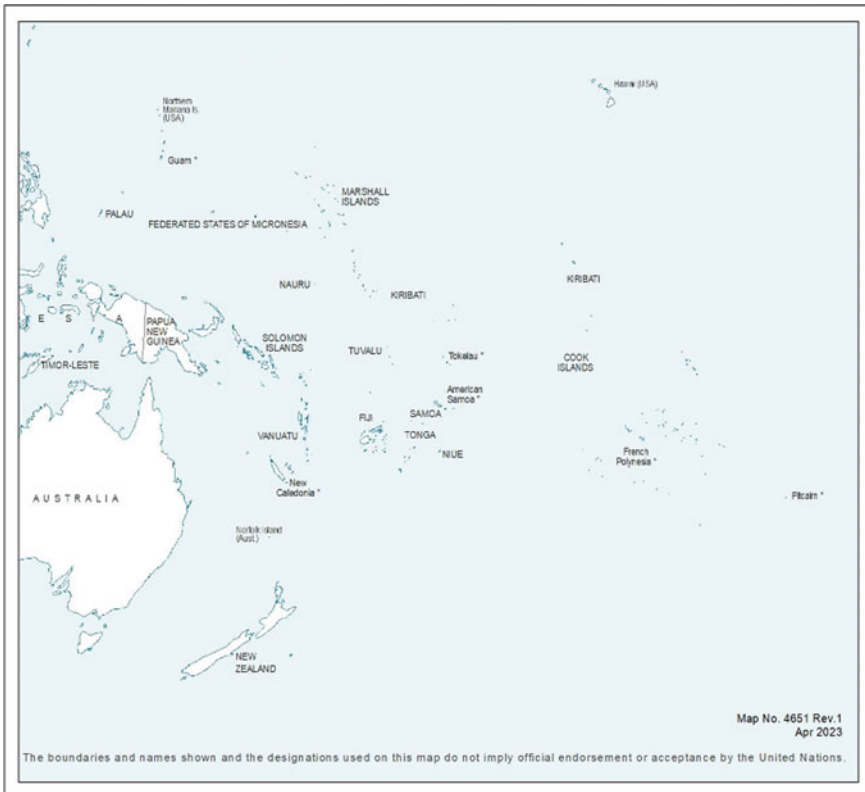 Hawaii (USA)
Northern
Mariana Is.
(USA)
Guam *
MARSHALL
ISLANDS
PALAU
FEDERATED STATES OF MICRONESIA
NAURU
KIRIBATI
KIRIBATI
E S I A
PAPUA
NEW
GUINEA
SOLOMON
ISLANDS
TUVALU
Tokelau *
COOK
ISLANDS
TIMOR-LESTE
American
Samoa *
SAMOA
FIJI
TONGA
VANUATU
NIUE
French
Polynesia *
New
Caledonia *
Pitcairn *
AUSTRALIA
Norfolk Island
(Aust.)
NEW
ZEALAND
Map No. 4651 Rev.1
Apr 2023
The boundaries and names shown and the designations used on this map do not imply official endorsement or acceptance by the United Nations.